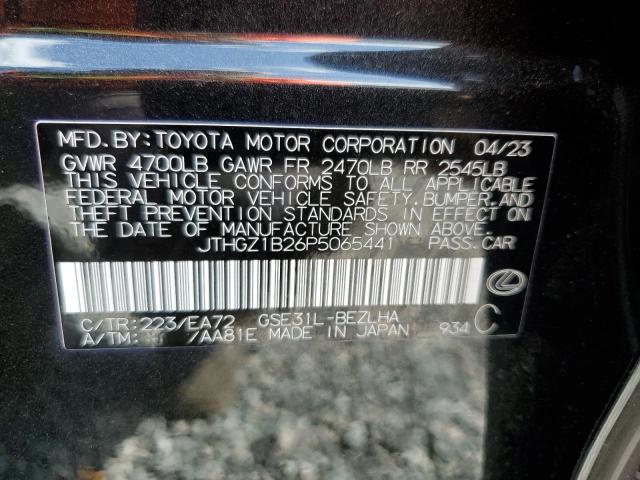 MFD.BY:TOYOTA MOTOR CORPORATION 04/23
GVWR 4700LB GAWR FR 2470LB RR 2545LB
THIS VEHICLE CONFORMS TO ALL APPLICABLE
FEDERAL MOTOR VEHICLE SAFETY,BUMPER,AND
THEFT PREVENTION STANDARDS IN EFFECT ON
THE DATE OF MANUFACTURE SHOWN ABOVE.
JTHGZ1B26P5065441 PASS.CAR
C/TR:223/EA72 GSE31L-BEZLHA
A/TM: /AA81E MADE IN JAPAN 934 C